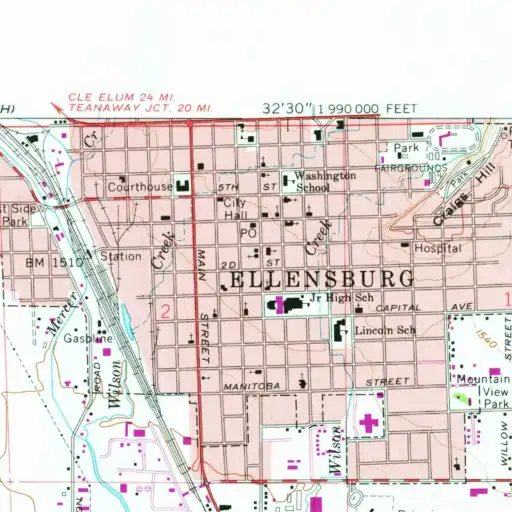 CLE ELUM 24 MI.
TEANAWAY JCT. 20 MI.
32'30"
1 990 000 FEET
H)
Cr
Park
FAIRGROUNDS
Park
Craigs Hill
Washington
School
Courthouse
5TH ST
City
Hall
st Side
Park
PO
Creek
Creek
Hospital
Station
BM 1510
2D ST
MAIN STREET
ELLENSBURG
Jr High Sch
CAPITAL AVE
1
2
Mercer
Gasoline
Lincoln Sch
1540
STREET
ROAD
Wilson
MANITOBA STREET
Mountain
View
Park
WILLOW
Wilson
ON